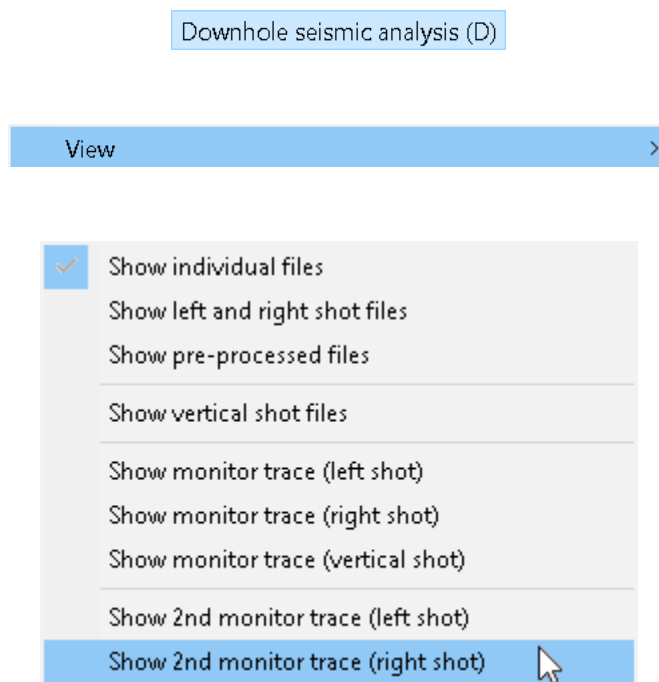 Downhole seismic analysis (D)
View
Show individual files
Show left and right shot files
Show pre-processed files
Show vertical shot files
Show monitor trace (left shot)
Show monitor trace (right shot)
Show monitor trace (vertical shot)
Show 2nd monitor trace (left shot)
Show 2nd monitor trace (right shot)